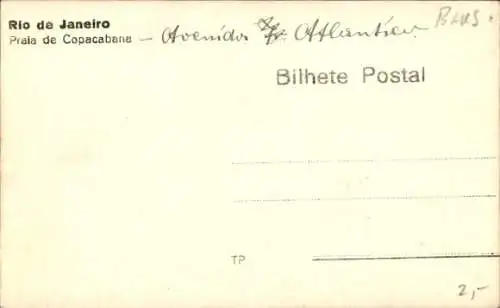 Rio de Janeiro
Praia de Copacabana — Avenida Atlantica
Bilhete Postal
TP
2,-